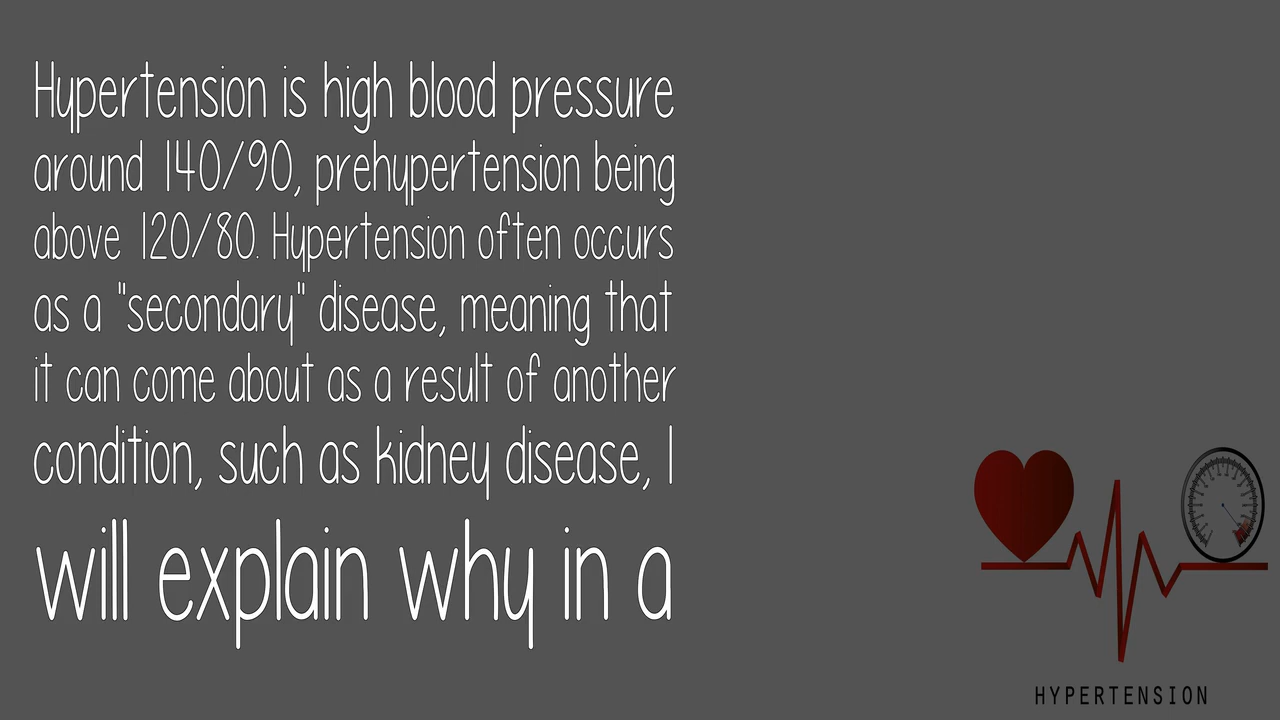 Hypertension is high blood pressure
around 140/90, prehypertension being
above 120/80. Hypertension often occurs
as a "secondary" disease, meaning that
it can come about as a result of another
condition, such as kidney disease, I
will explain why in a
HYPERTENSION